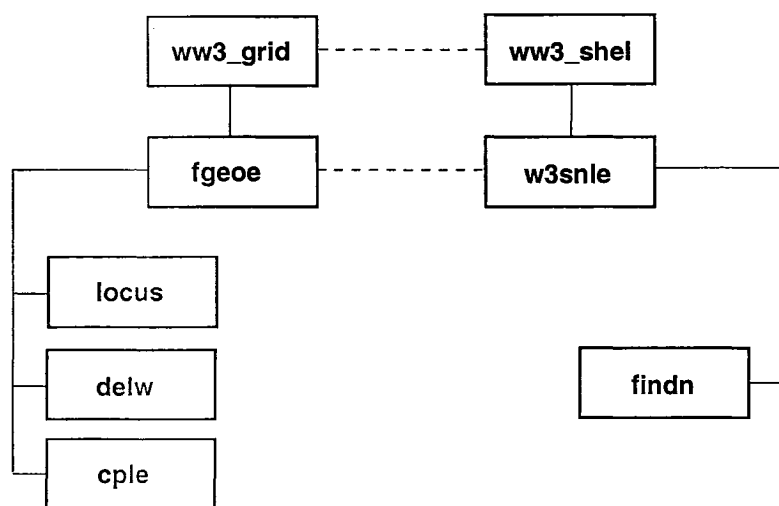 ww3_grid
ww3_shel
fgeoe
w3snle
locus
delw
findn
cple